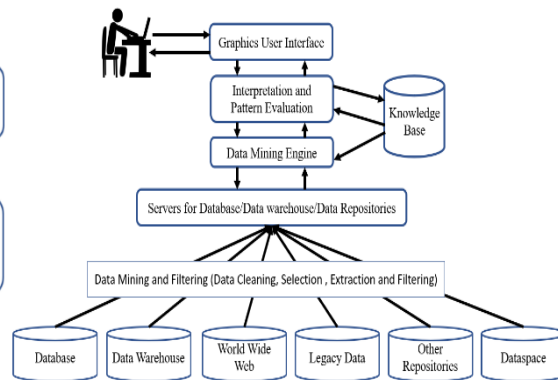 Graphics User Interface
Interpretation and
Pattern Evaluation
Knowledge
Base
Data Mining Engine
Servers for Database/Data warehouse/Data Repositories
Data Mining and Filtering (Data Cleaning, Selection , Extraction and Filtering)
Database
Data Warehouse
World Wide
Web
Legacy Data
Other
Repositories
Dataspace